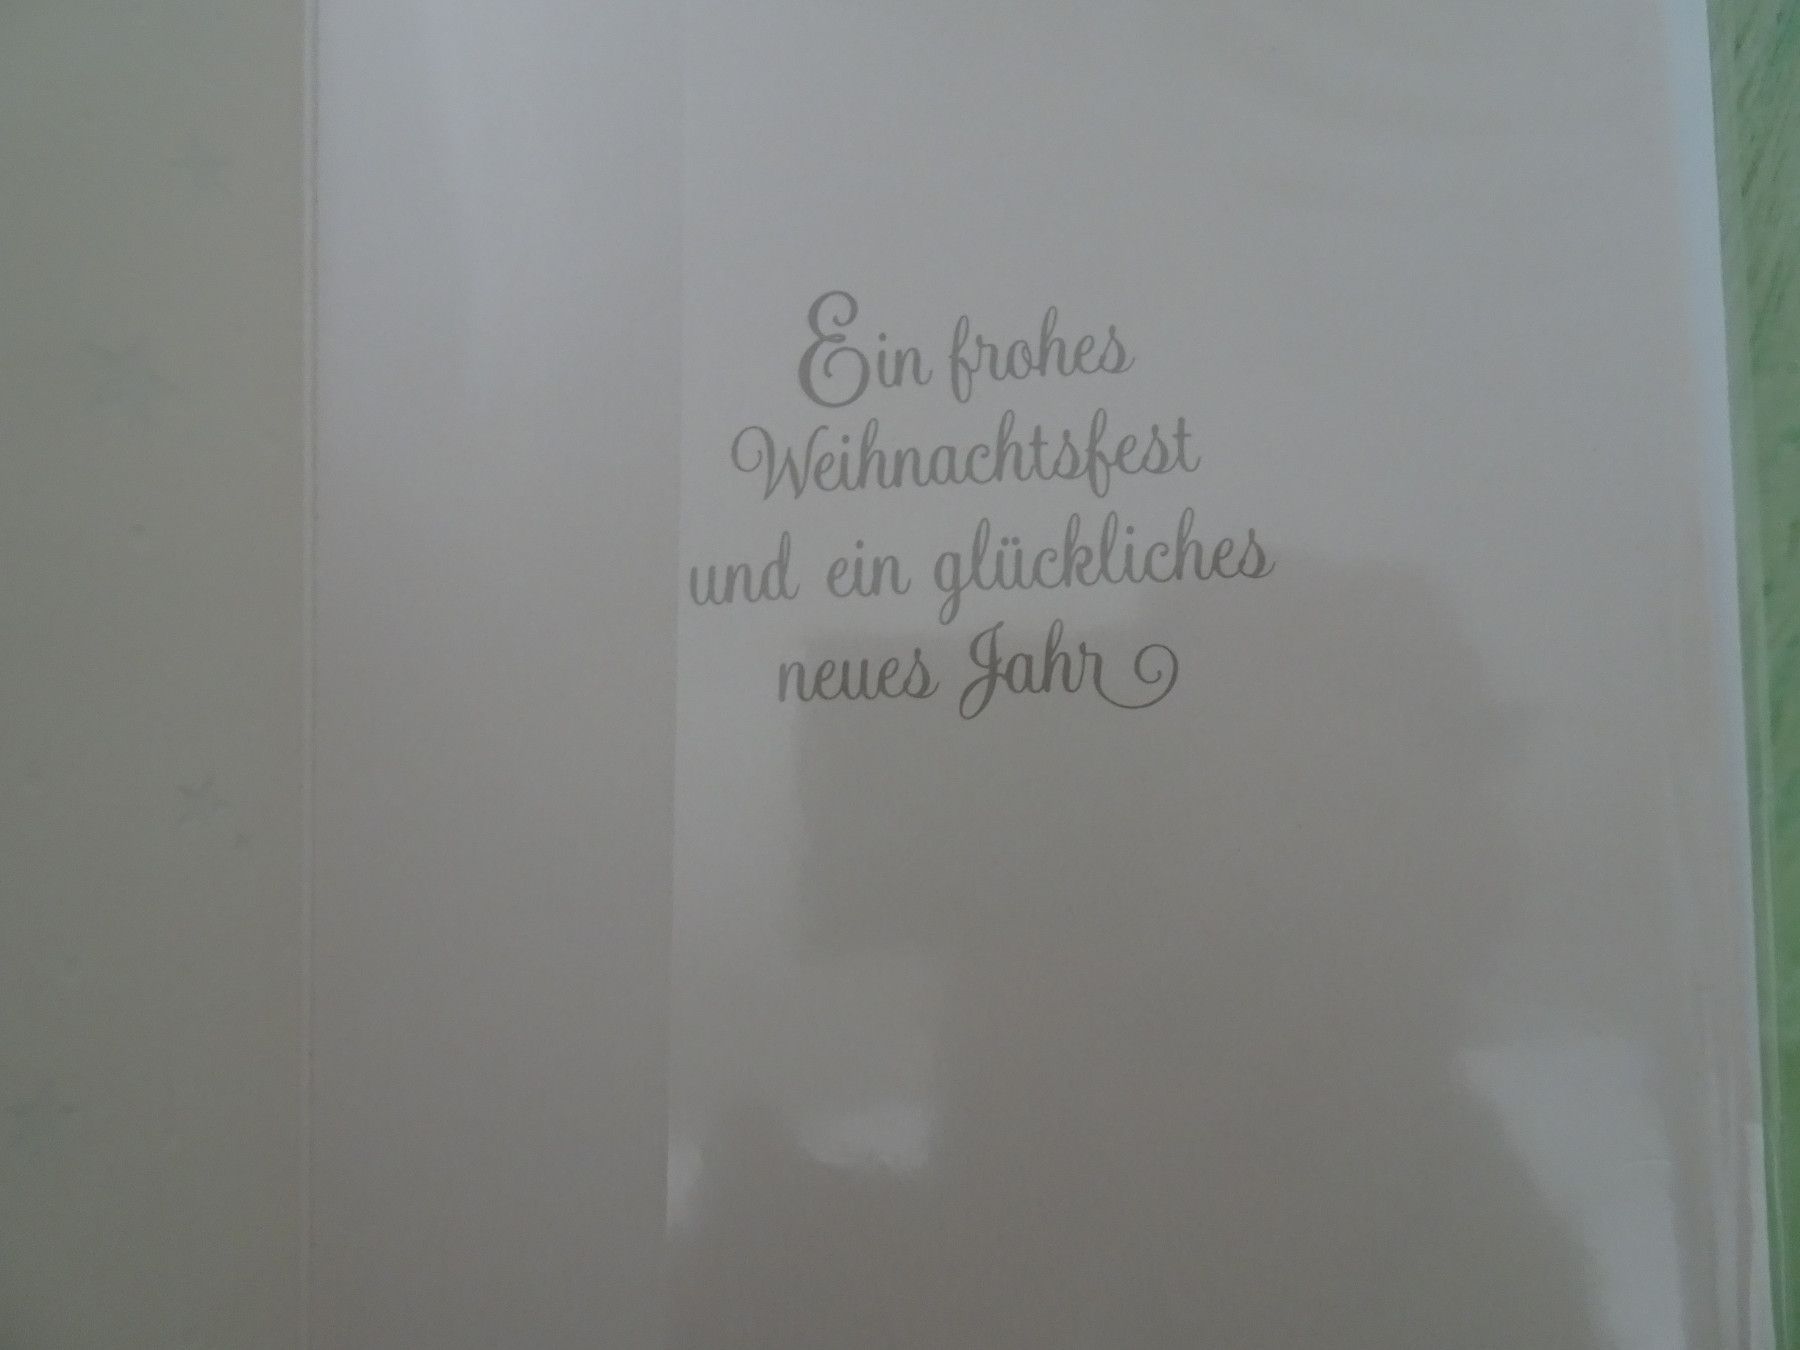 Ein frohes
Weihnachtsfest
und ein glückliches
neues Jahr